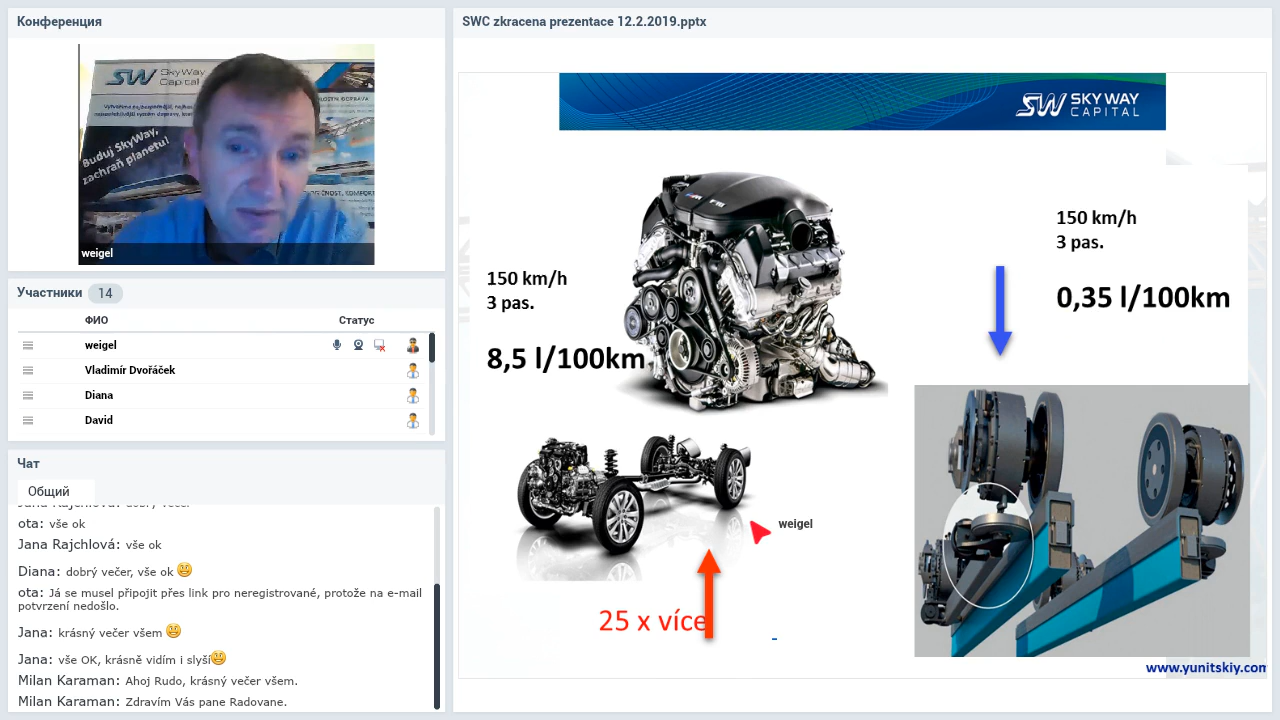 Конференция
SW SkyWay
Capital
Buduj SkyWay,
zachraň planetu!
weigel
Участники 14
ФИО Статус
weigel
Vladimír Dvořáček
Diana
David
Чат
Общий
ota: vše ok
Jana Rajchlová: vše ok
Diana: dobrý večer, vše ok
ota: Já se musel připojit přes link pro neregistrované, protože na e-mail
potvrzení nedošlo.
Jana: krásný večer všem
Jana: vše OK, krásně vidím i slyší
Milan Karaman: Ahoj Rudo, krásný večer všem.
Milan Karaman: Zdravím Vás pane Radovane.
SWC zkracena prezentace 12.2.2019.pptx
SW SKY WAY
CAPITAL
150 km/h
3 pas.
8,5 l/100km
150 km/h
3 pas.
0,35 l/100km
weigel
25 x více
www.yunitskiy.com